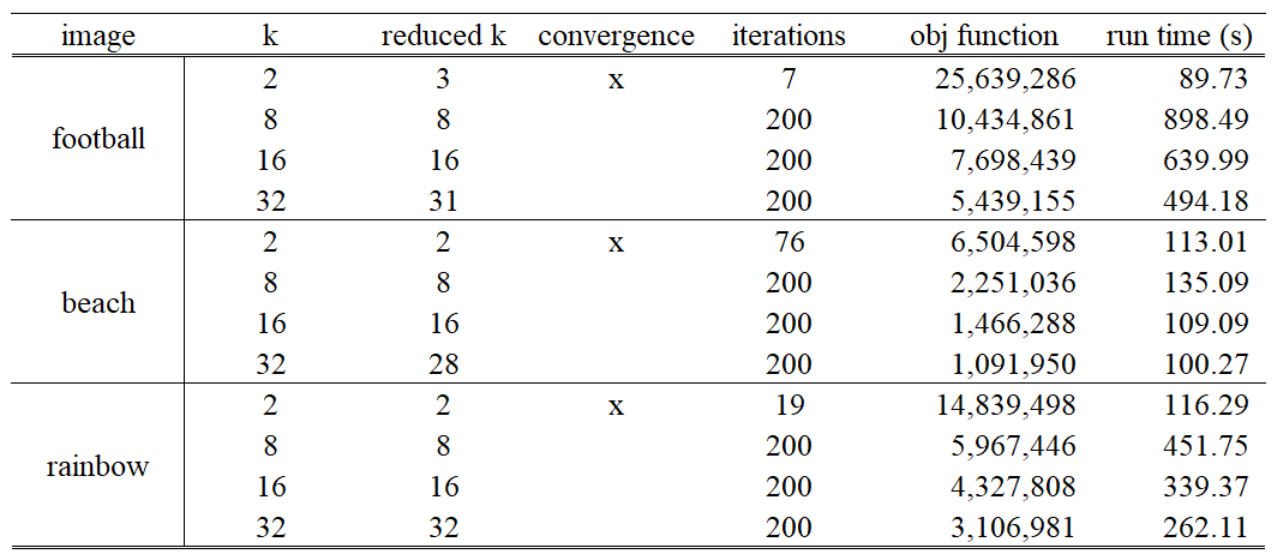 image k reduced k convergence iterations obj function run time (s)
football 2 3 x 7 25,639,286 89.73
8 8 200 10,434,861 898.49
16 16 200 7,698,439 639.99
32 31 200 5,439,155 494.18
beach 2 2 x 76 6,504,598 113.01
8 8 200 2,251,036 135.09
16 16 200 1,466,288 109.09
32 28 200 1,091,950 100.27
rainbow 2 2 x 19 14,839,498 116.29
8 8 200 5,967,446 451.75
16 16 200 4,327,808 339.37
32 32 200 3,106,981 262.11